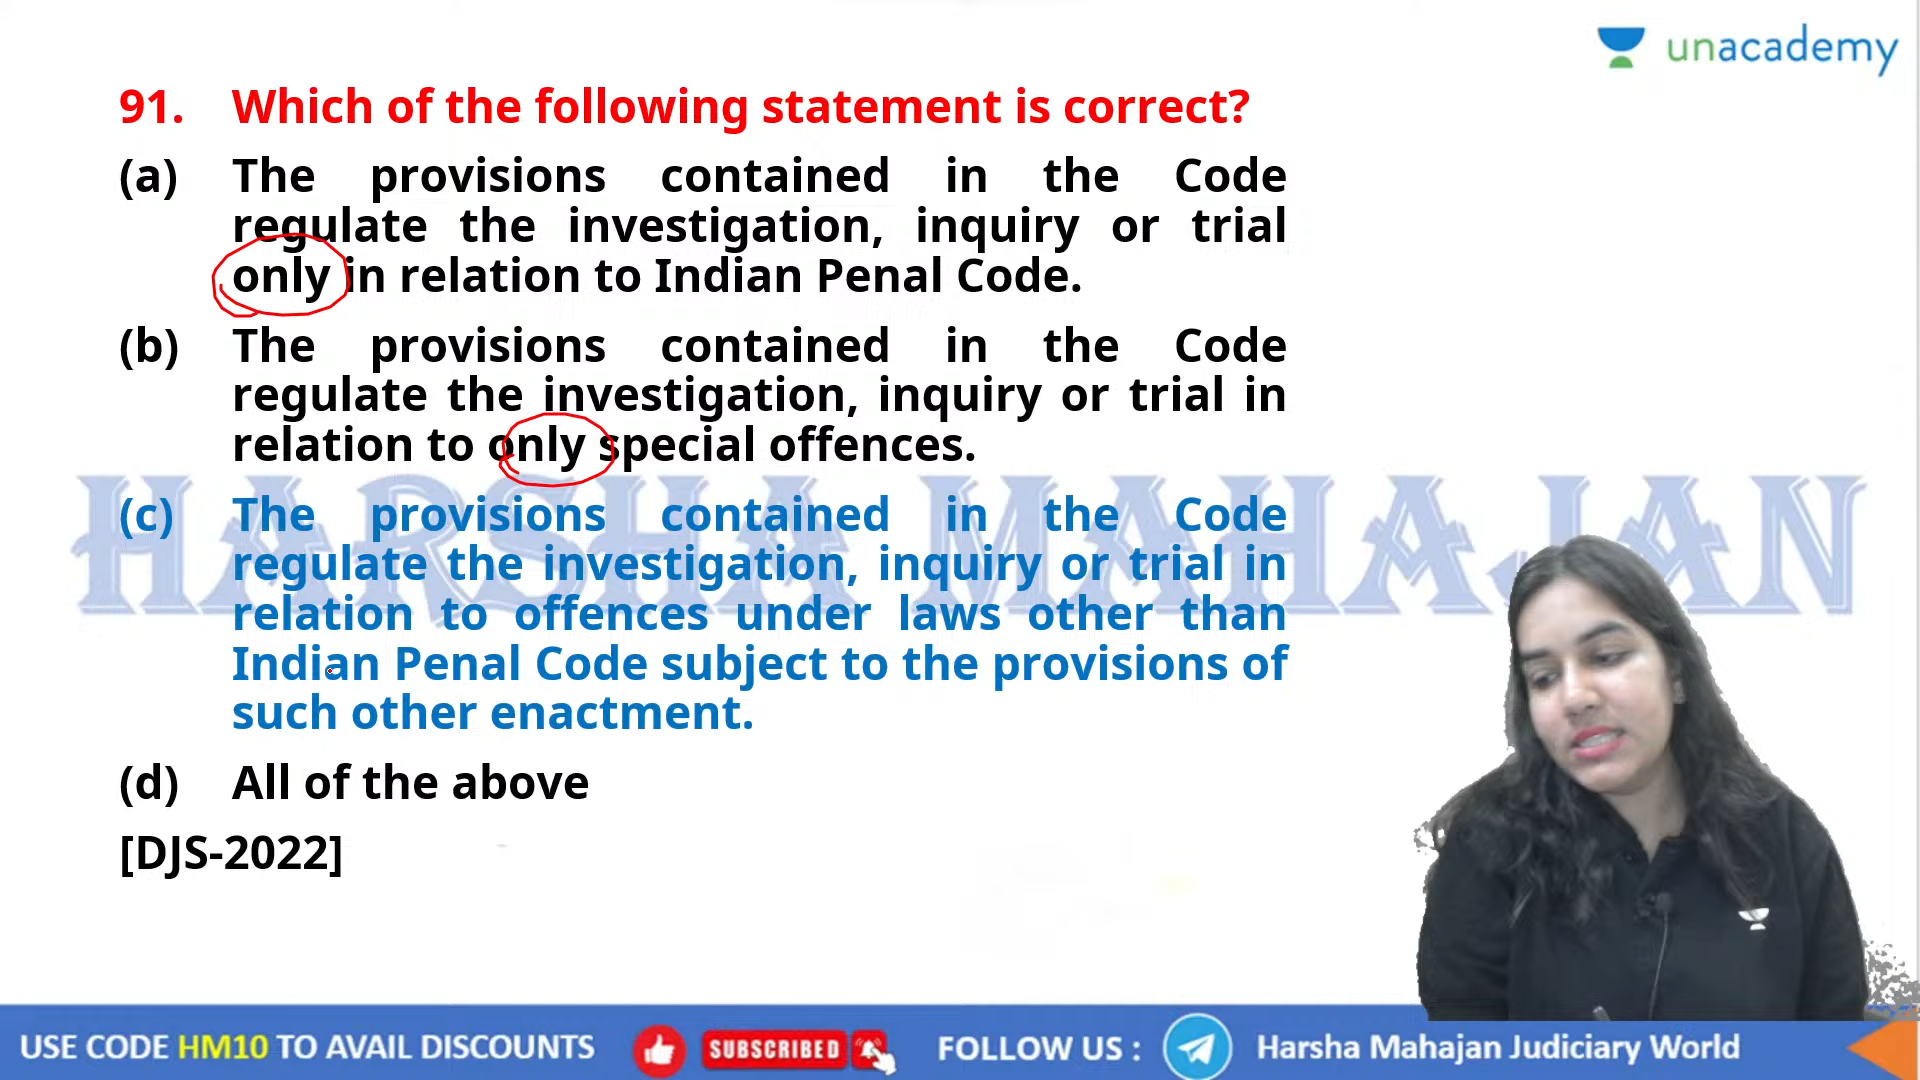 unacademy
91. Which of the following statement is correct?
(a) The provisions contained in the Code
regulate the investigation, inquiry or trial
only in relation to Indian Penal Code.
(b) The provisions contained in the Code
regulate the investigation, inquiry or trial in
relation to only special offences.
HARSHA MAHAJAN
(c) The provisions contained in the Code
regulate the investigation, inquiry or trial in
relation to offences under laws other than
Indian Penal Code subject to the provisions of
such other enactment.
(d) All of the above
[DJS-2022]
USE CODE HM10 TO AVAIL DISCOUNTS SUBSCRIBED FOLLOW US : Harsha Mahajan Judiciary World